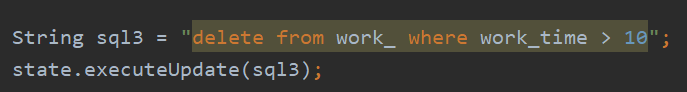 String sql3 = "delete from work_ where work_time > 10";
state.executeUpdate(sql3);